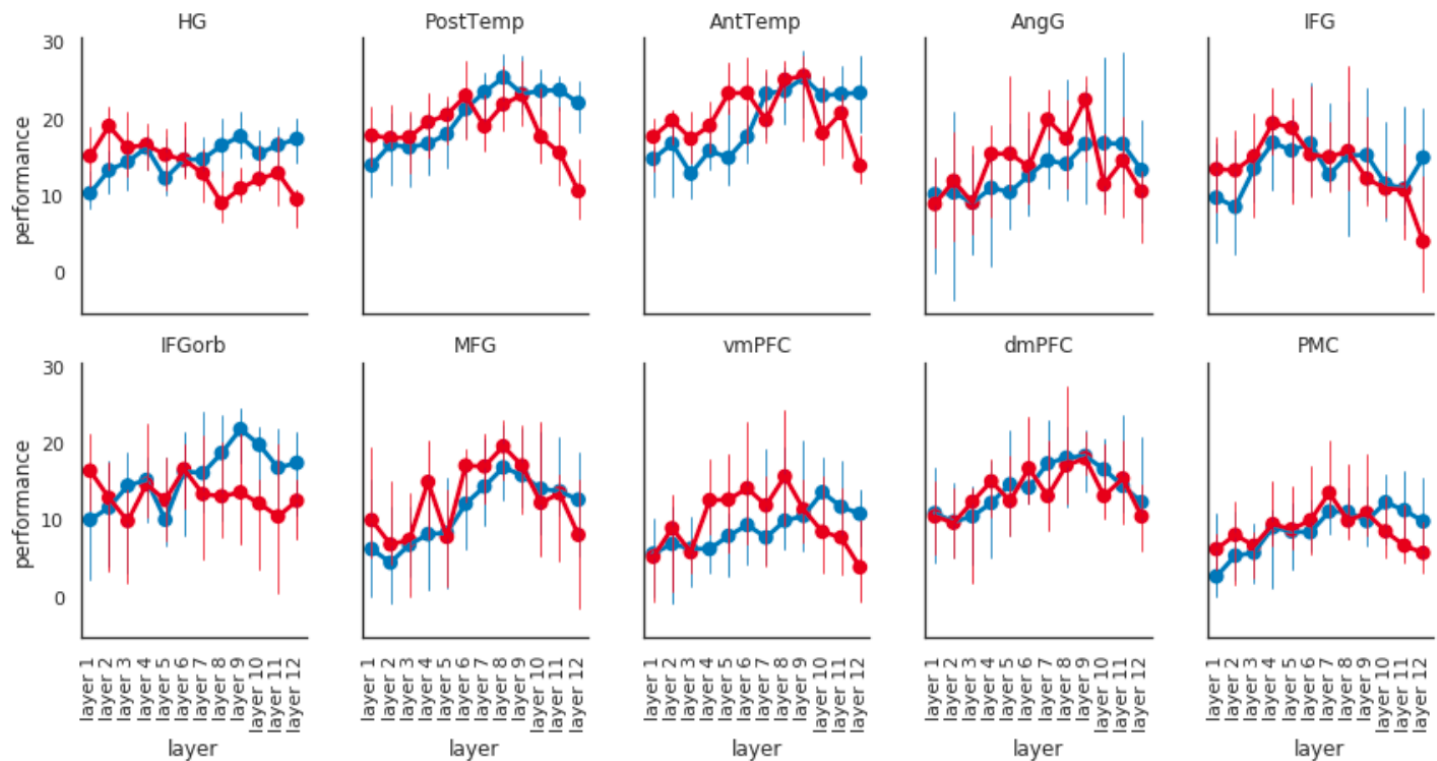 HG PostTemp AntTemp AngG IFG
performance
30
20
10
0
IFGorb MFG vmPFC dmPFC PMC
performance
30
20
10
0
layer 1 layer 2 layer 3 layer 4 layer 5 layer 6 layer 7 layer 8 layer 9 layer 10 layer 11 layer 12
layer 1 layer 2 layer 3 layer 4 layer 5 layer 6 layer 7 layer 8 layer 9 layer 10 layer 11 layer 12
layer 1 layer 2 layer 3 layer 4 layer 5 layer 6 layer 7 layer 8 layer 9 layer 10 layer 11 layer 12
layer 1 layer 2 layer 3 layer 4 layer 5 layer 6 layer 7 layer 8 layer 9 layer 10 layer 11 layer 12
layer 1 layer 2 layer 3 layer 4 layer 5 layer 6 layer 7 layer 8 layer 9 layer 10 layer 11 layer 12
layer layer layer layer layer